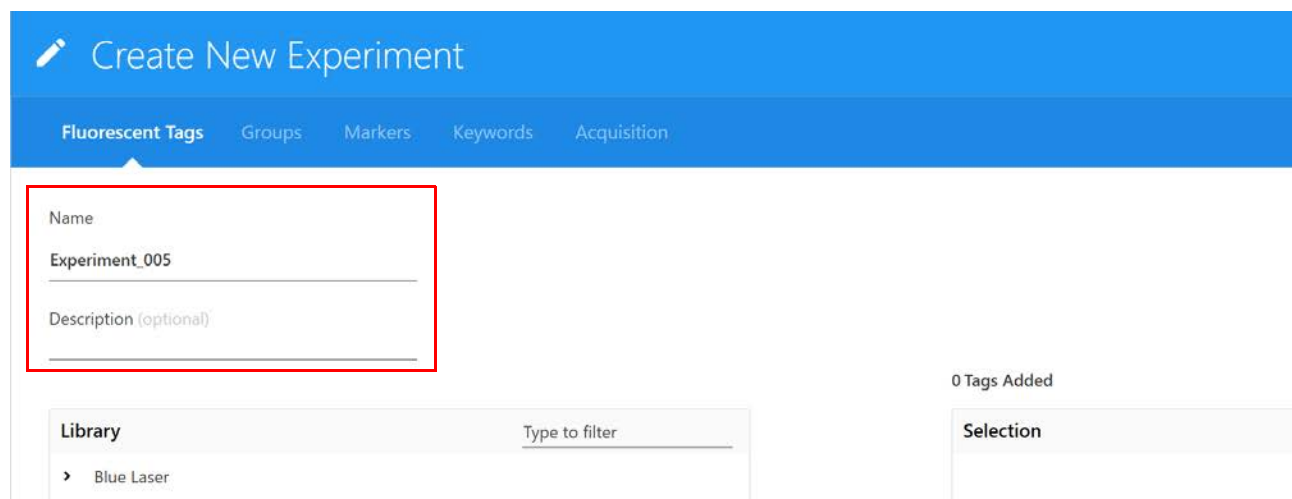 Create New Experiment
Fluorescent Tags Groups Markers Keywords Acquisition
Name
Experiment_005
Description (optional)
0 Tags Added
Library Type to filter
Selection
Blue Laser